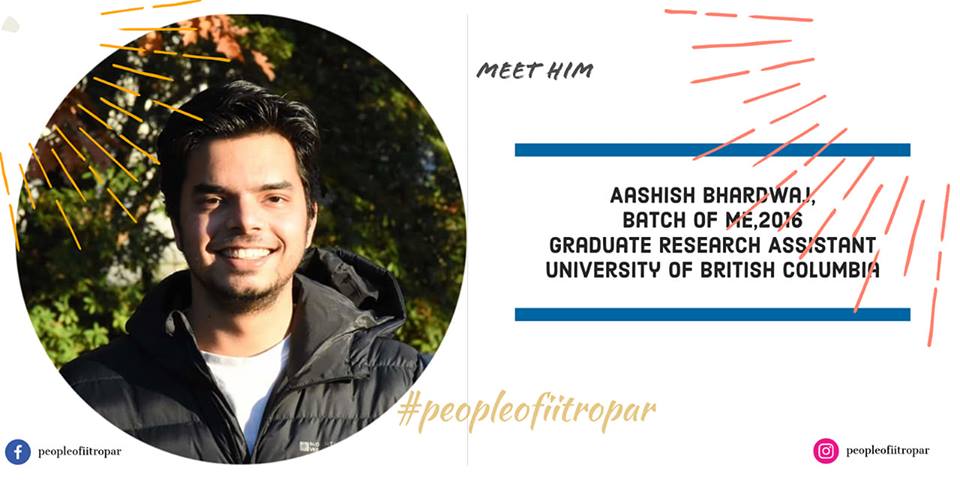 MEET HIM
AASHISH BHARDWAJ,
BATCH OF ME,2016
GRADUATE RESEARCH ASSISTANT
UNIVERSITY OF BRITISH COLUMBIA
#peopleofiitropar
peopleofiitropar
peopleofiitropar